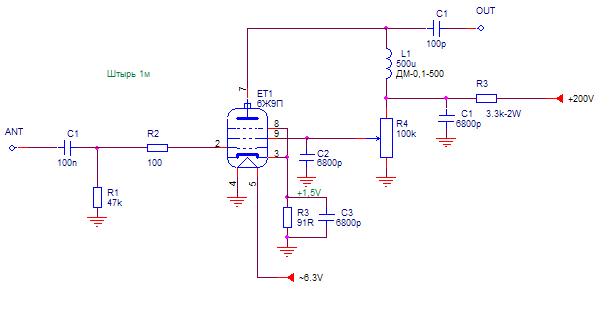 OUT
C1
100p
L1
500u
ДМ-0,1-500
Штырь 1м
R3
3.3k-2W
+200V
7
ET1
6Ж9П
C1
6800p
R4
100k
ANT
C1
100n
R2
100
2
8
9
3
C2
6800p
R1
47k
4
5
+1,5V
R3
91R
C3
6800p
~6.3V